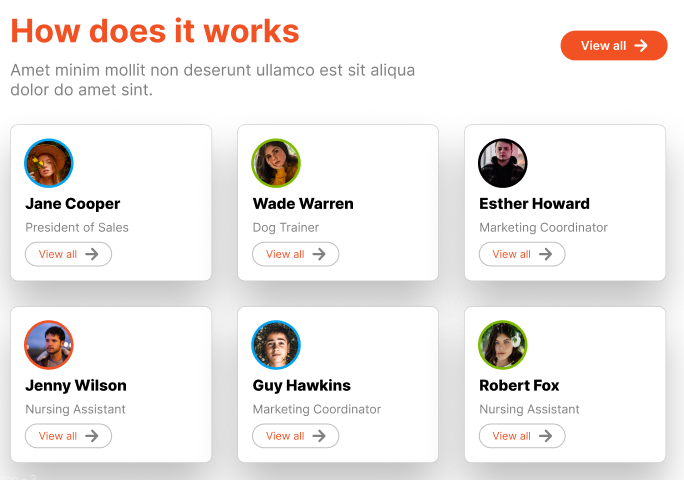 How does it works
View all
Amet minim mollit non deserunt ullamco est sit aliqua
dolor do amet sint.
Jane Cooper
President of Sales
View all
Wade Warren
Dog Trainer
View all
Esther Howard
Marketing Coordinator
View all
Jenny Wilson
Nursing Assistant
View all
Guy Hawkins
Marketing Coordinator
View all
Robert Fox
Nursing Assistant
View all